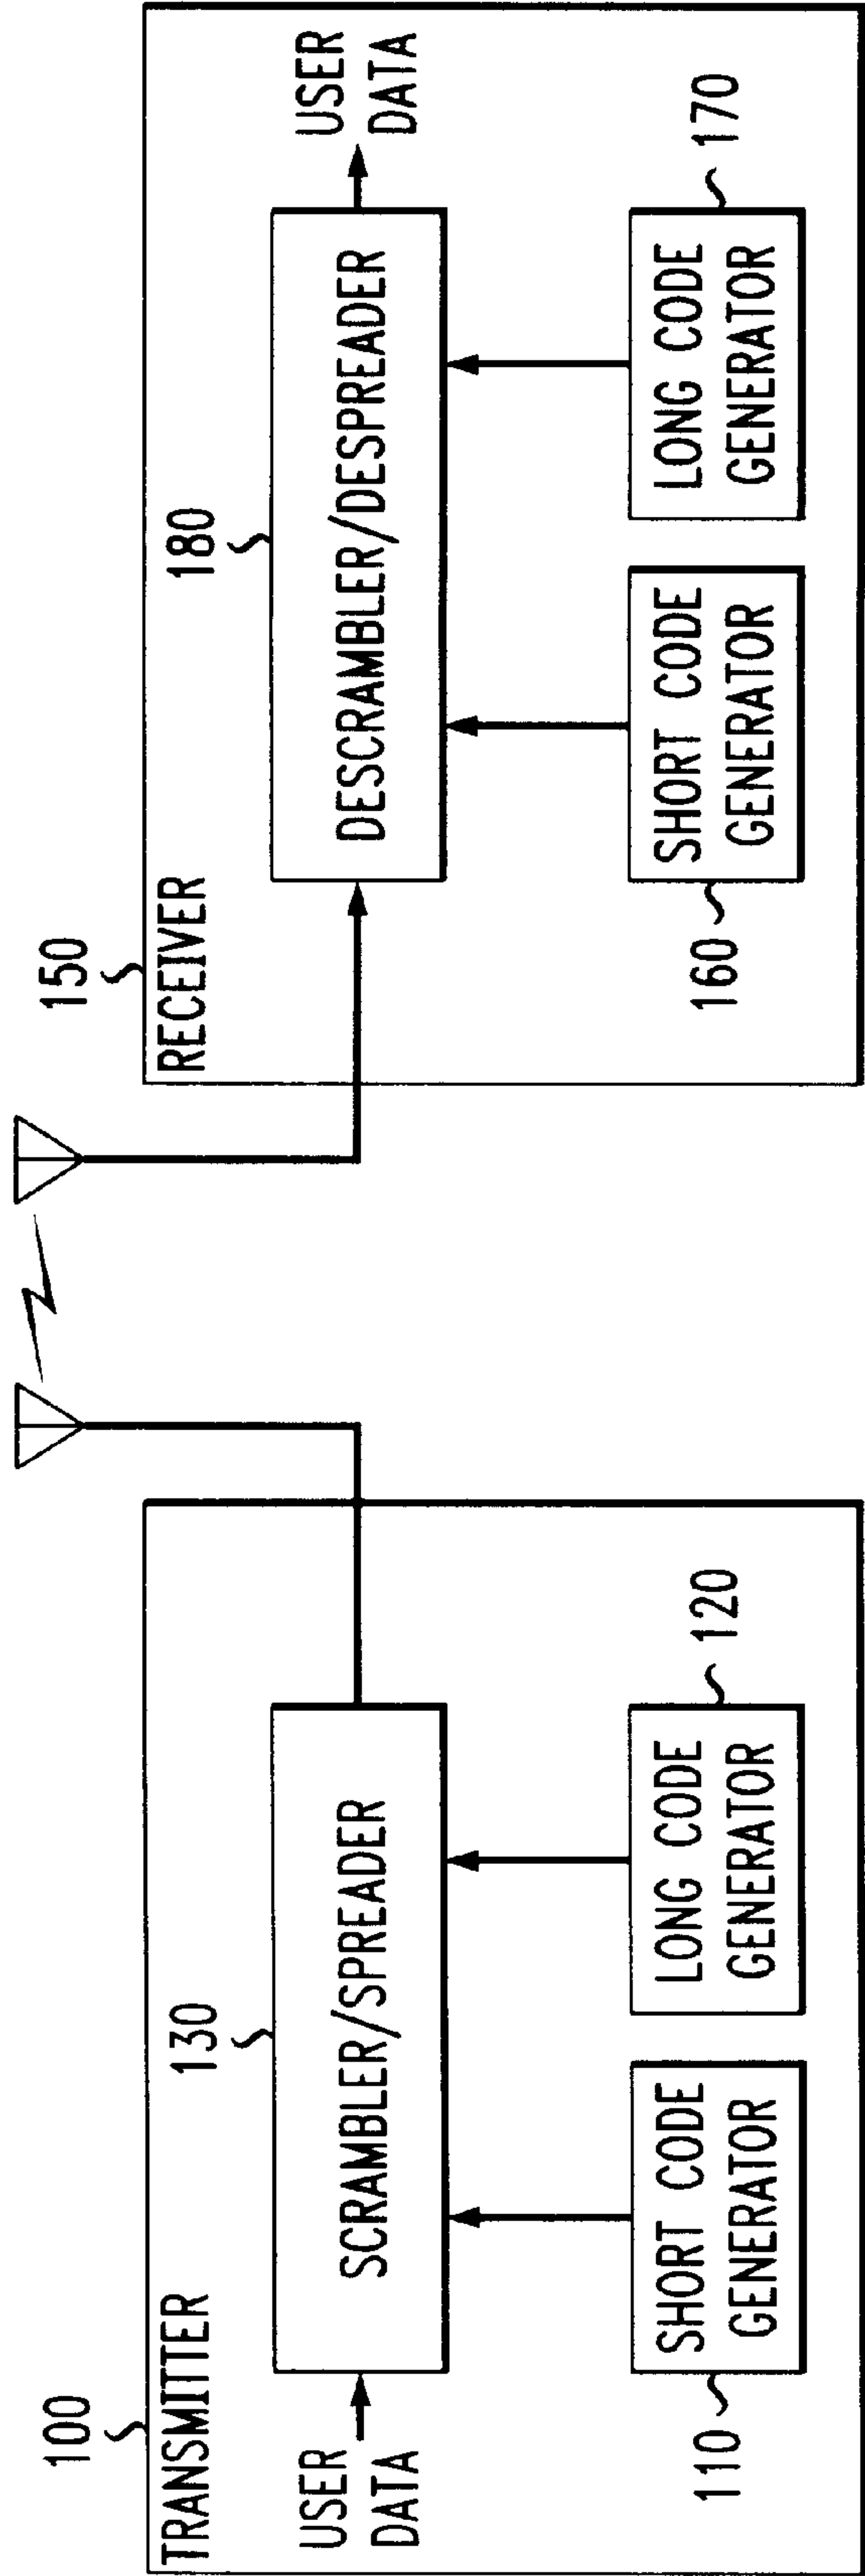 100
TRANSMITTER
USER
DATA
130
SCRAMBLER/SPREADER
110
SHORT CODE
GENERATOR
LONG CODE
GENERATOR
120
150
RECEIVER
180
DESCRAMBLER/DESPREADER
USER
DATA
160
SHORT CODE
GENERATOR
LONG CODE
GENERATOR
170